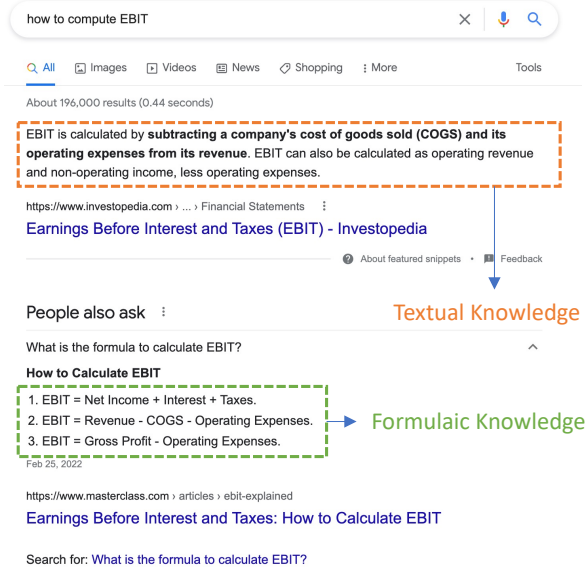 how to compute EBIT
All Images Videos News Shopping More Tools
About 196,000 results (0.44 seconds)
EBIT is calculated by subtracting a company's cost of goods sold (COGS) and its
operating expenses from its revenue. EBIT can also be calculated as operating revenue
and non-operating income, less operating expenses.
https://www.investopedia.com › ... › Financial Statements
Earnings Before Interest and Taxes (EBIT) - Investopedia
About featured snippets • Feedback
People also ask
Textual Knowledge
What is the formula to calculate EBIT?
How to Calculate EBIT
1. EBIT = Net Income + Interest + Taxes.
2. EBIT = Revenue - COGS - Operating Expenses.
Formulaic Knowledge
3. EBIT = Gross Profit - Operating Expenses.
Feb 25, 2022
https://www.masterclass.com › articles › ebit-explained
Earnings Before Interest and Taxes: How to Calculate EBIT
Search for: What is the formula to calculate EBIT?